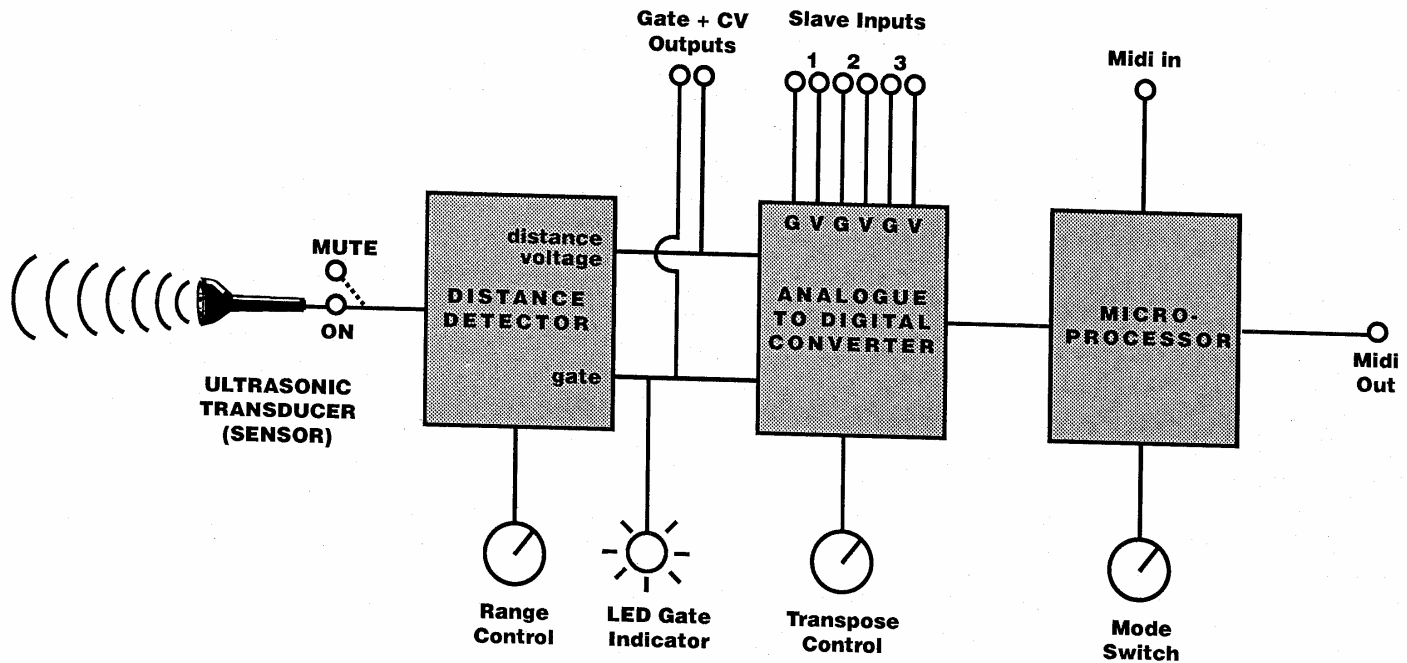 Gate + CV
Outputs
Slave Inputs
1 2 3
Midi in
MUTE
ON
ULTRASONIC
TRANSDUCER
(SENSOR)
distance
voltage
DISTANCE
DETECTOR
gate
G V G V G V
ANALOGUE
TO DIGITAL
CONVERTER
MICRO-
PROCESSOR
Midi
Out
Range
Control
LED Gate
Indicator
Transpose
Control
Mode
Switch